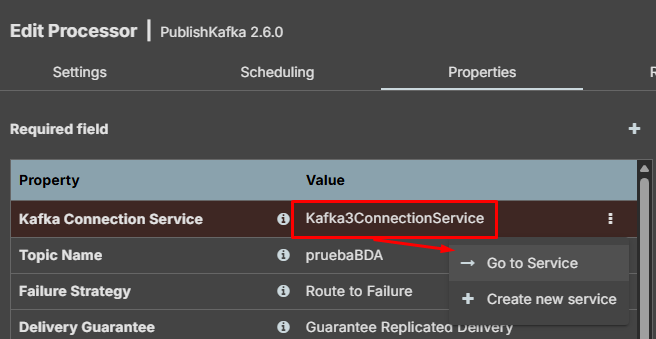 Edit Processor | PublishKafka 2.6.0
Settings Scheduling Properties R
Required field
Property Value
Kafka Connection Service Kafka3ConnectionService
Topic Name pruebaBDA
Go to Service
Failure Strategy Route to Failure
Create new service
Delivery Guarantee Guarantee Replicated Delivery